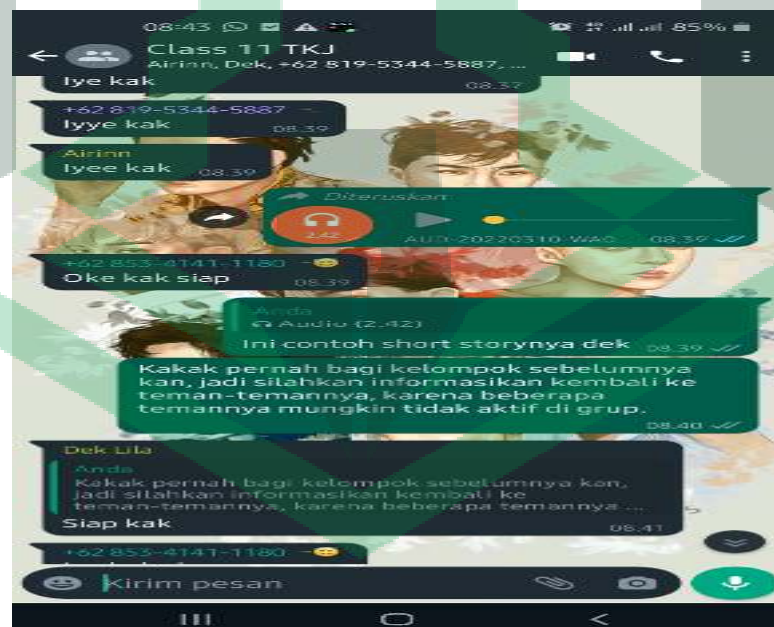 08:43
85%
Class 11 TKJ
Airinn, Dek, +62 819-5344-5887, ...
Iye kak
08.37
+62 819-5344-5887
Iyye kak
08.39
Airinn
Iyee kak
08.39
Diteruskan
2.42
AUD-20220310-WA0...
08.39
+62 853-4141-1180
Oke kak siap
08.39
Anda
Audio (2.42)
Ini contoh short storynya dek
08.39
Kakak pernah bagi kelompok sebelumnya
kan, jadi silahkan informasikan kembali ke
teman-temannya, karena beberapa
temannya mungkin tidak aktif di grup.
08.40
Dek Lila
Anda
Kakak pernah bagi kelompok sebelumnya kan,
jadi silahkan informasikan kembali ke
teman-temannya, karena beberapa temannya ...
Siap kak
08.41
+62 853-4141-1180
Kirim pesan